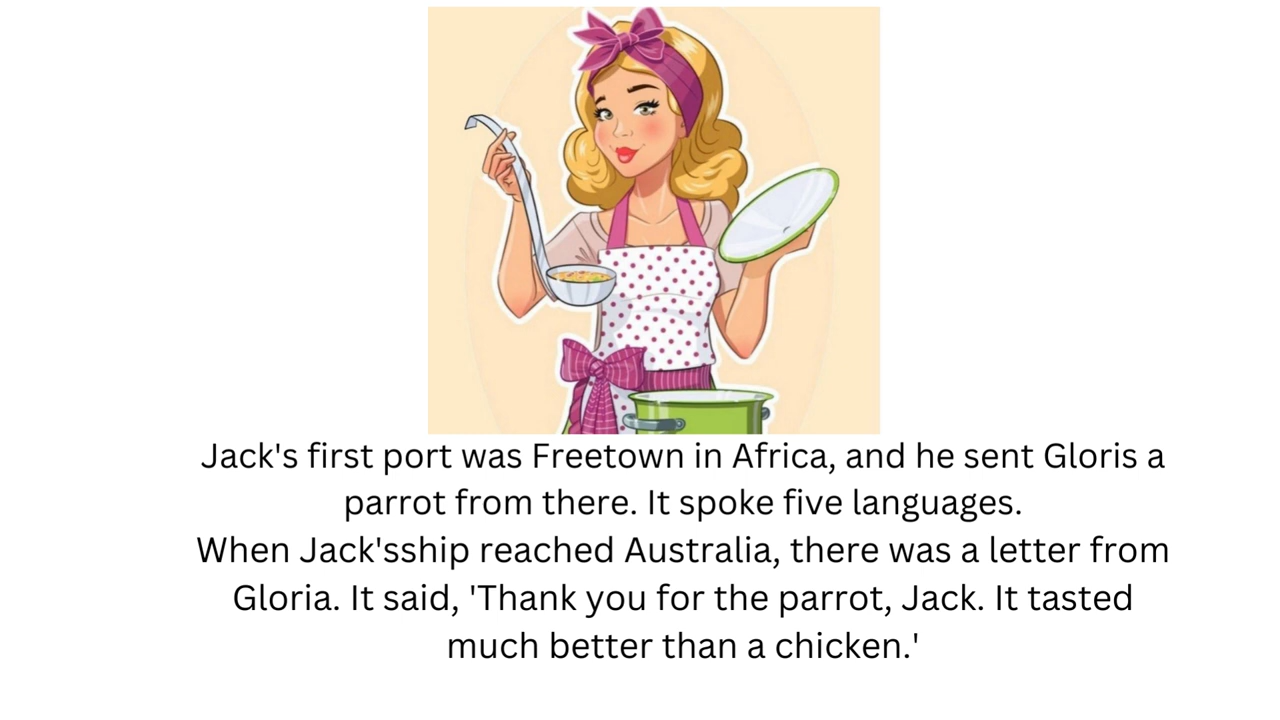 Jack's first port was Freetown in Africa, and he sent Gloris a
parrot from there. It spoke five languages.
When Jack'sship reached Australia, there was a letter from
Gloria. It said, 'Thank you for the parrot, Jack. It tasted
much better than a chicken.'